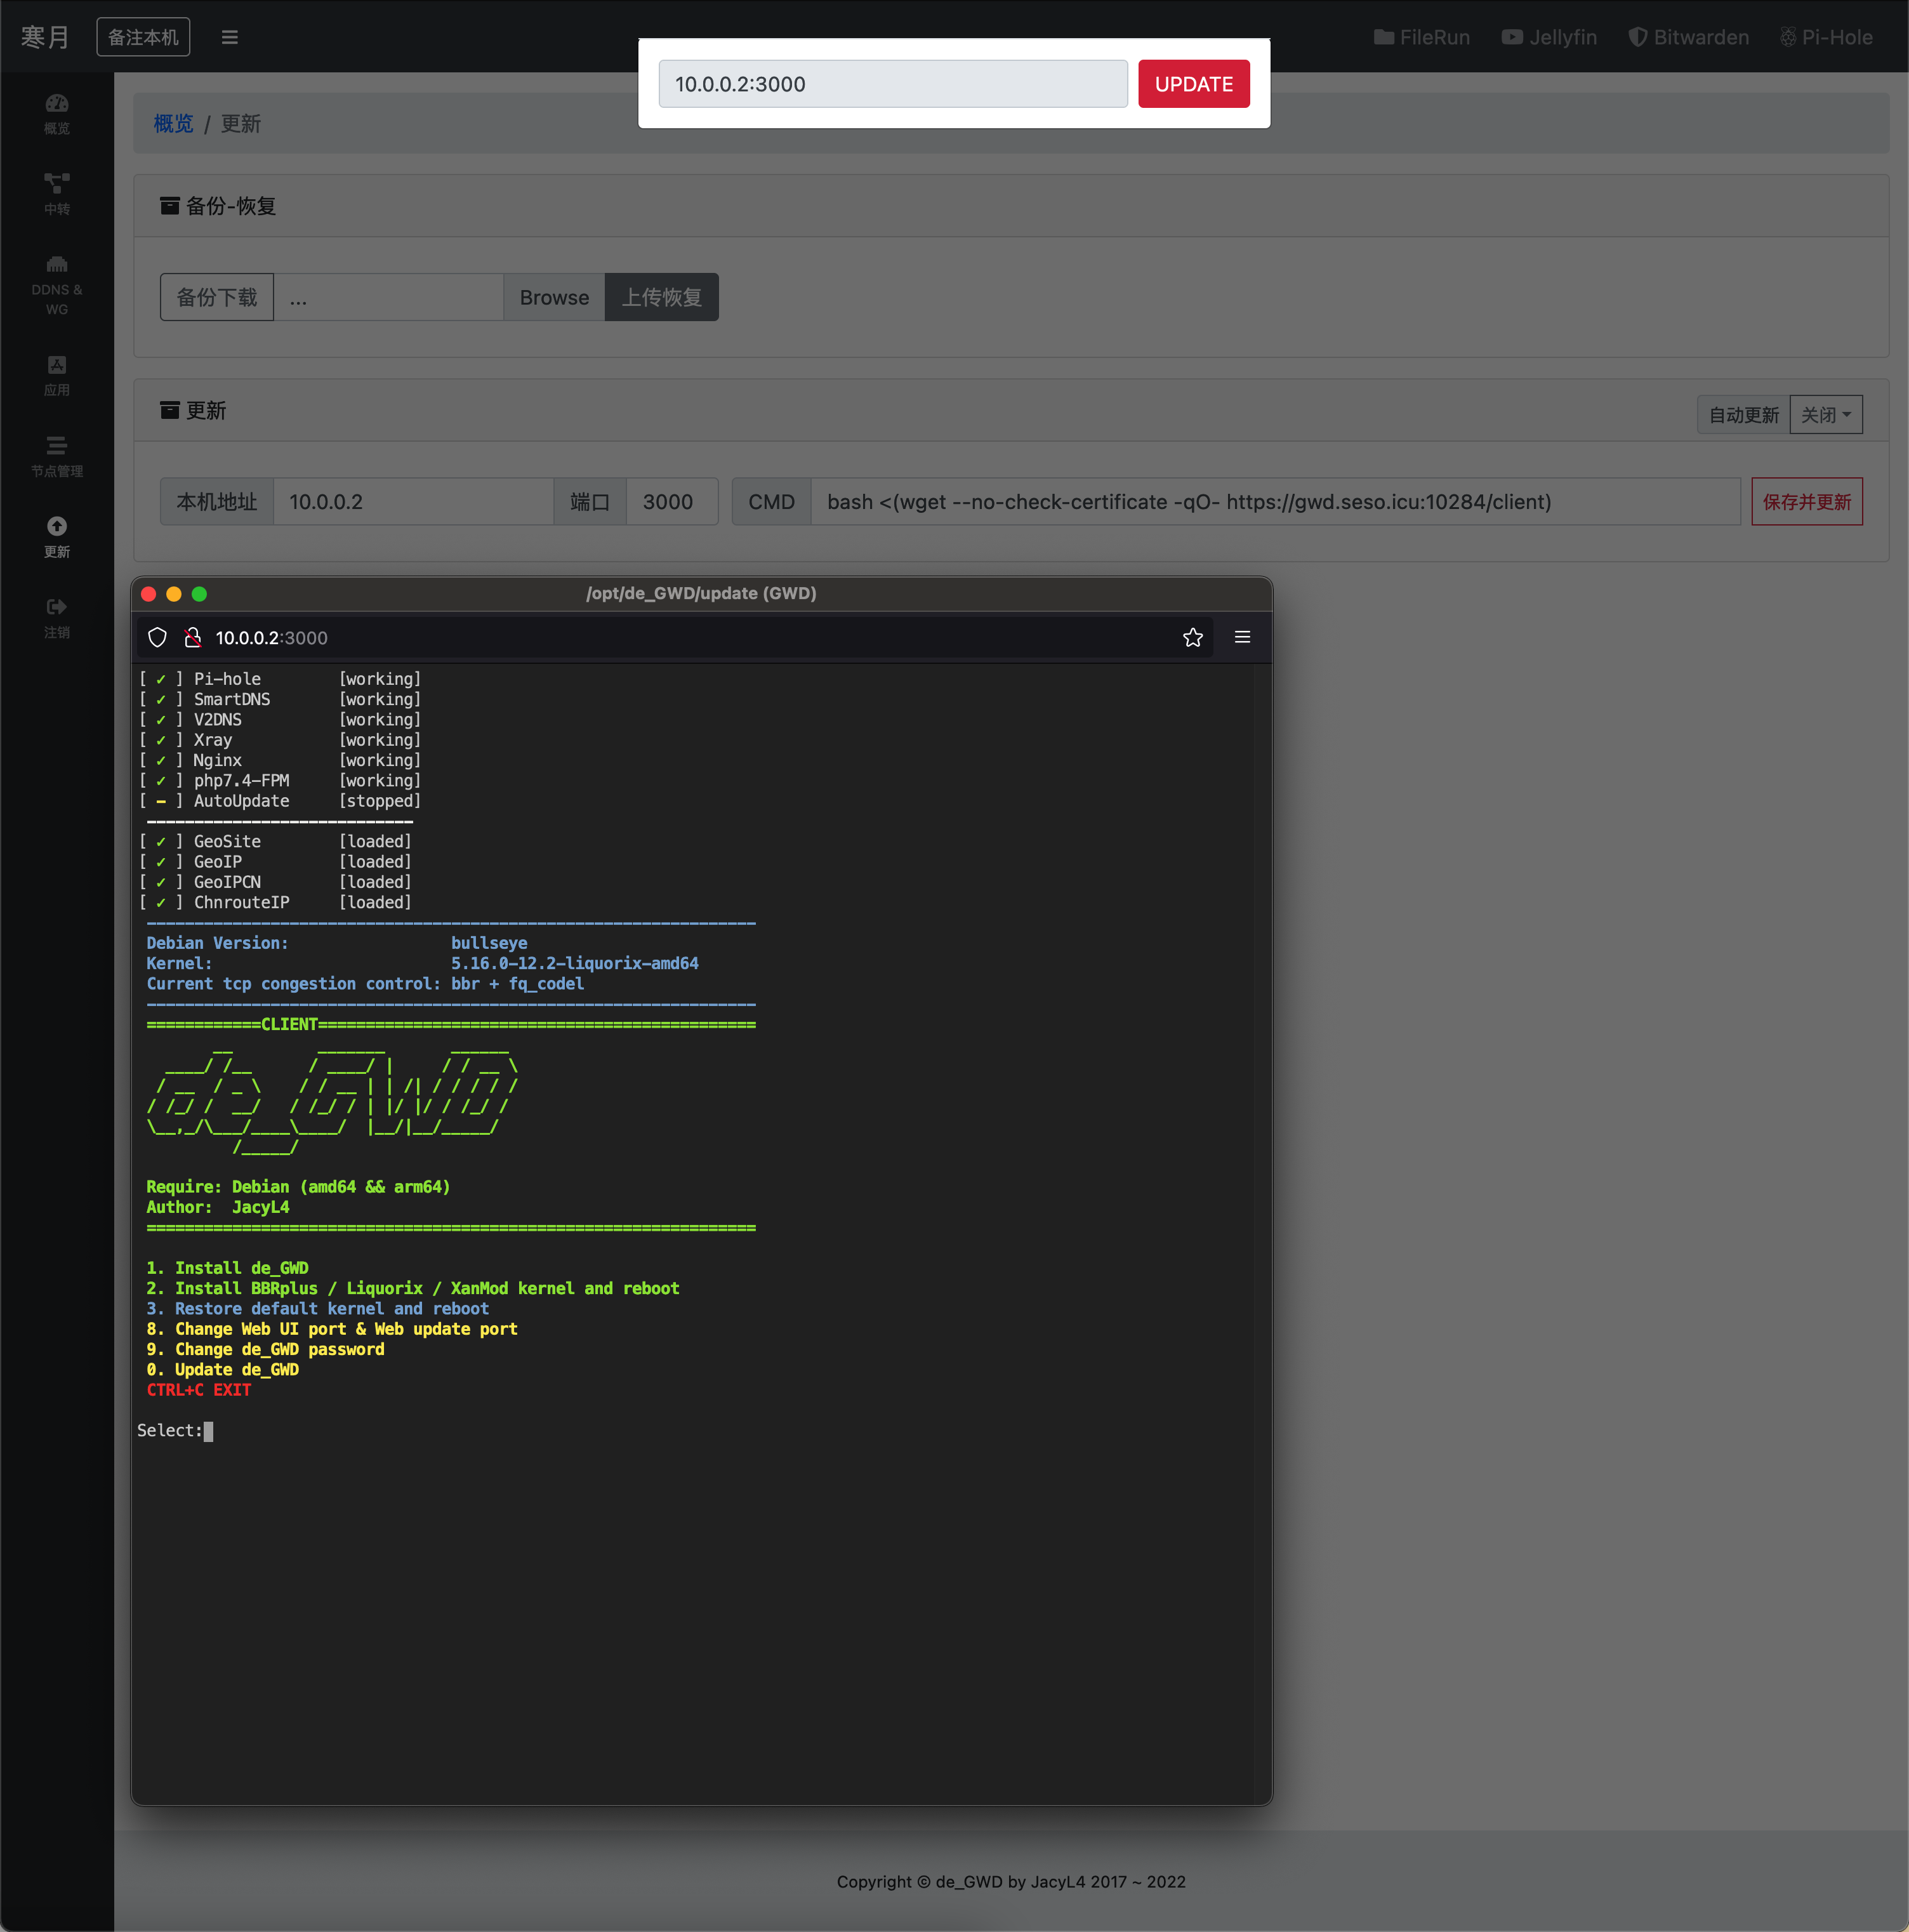 寒月 备注本机 FileRun Jellyfin Bitwarden Pi-Hole
10.0.0.2:3000 UPDATE
概览
中转
DDNS &
WG
应用
节点管理
更新
注销
概览 / 更新
备份-恢复
备份下载 ... Browse 上传恢复
更新 自动更新 关闭
本机地址 10.0.0.2 端口 3000 CMD bash <(wget --no-check-certificate -qO- https://gwd.seso.icu:10284/client) 保存并更新
/opt/de_GWD/update (GWD)
10.0.0.2:3000
[ ✓ ] Pi-hole [working]
[ ✓ ] SmartDNS [working]
[ ✓ ] V2DNS [working]
[ ✓ ] Xray [working]
[ ✓ ] Nginx [working]
[ ✓ ] php7.4-FPM [working]
[ - ] AutoUpdate [stopped]
----------------------------
[ ✓ ] GeoSite [loaded]
[ ✓ ] GeoIP [loaded]
[ ✓ ] GeoIPCN [loaded]
[ ✓ ] ChnrouteIP [loaded]
----------------------------------------------------------------
Debian Version: bullseye
Kernel: 5.16.0-12.2-liquorix-amd64
Current tcp congestion control: bbr + fq_codel
----------------------------------------------------------------
============CLIENT==============================================
de_GWD
Require: Debian (amd64 && arm64)
Author: JacyL4
================================================================
1. Install de_GWD
2. Install BBRplus / Liquorix / XanMod kernel and reboot
3. Restore default kernel and reboot
8. Change Web UI port & Web update port
9. Change de_GWD password
0. Update de_GWD
CTRL+C EXIT
Select:
Copyright © de_GWD by JacyL4 2017 ~ 2022